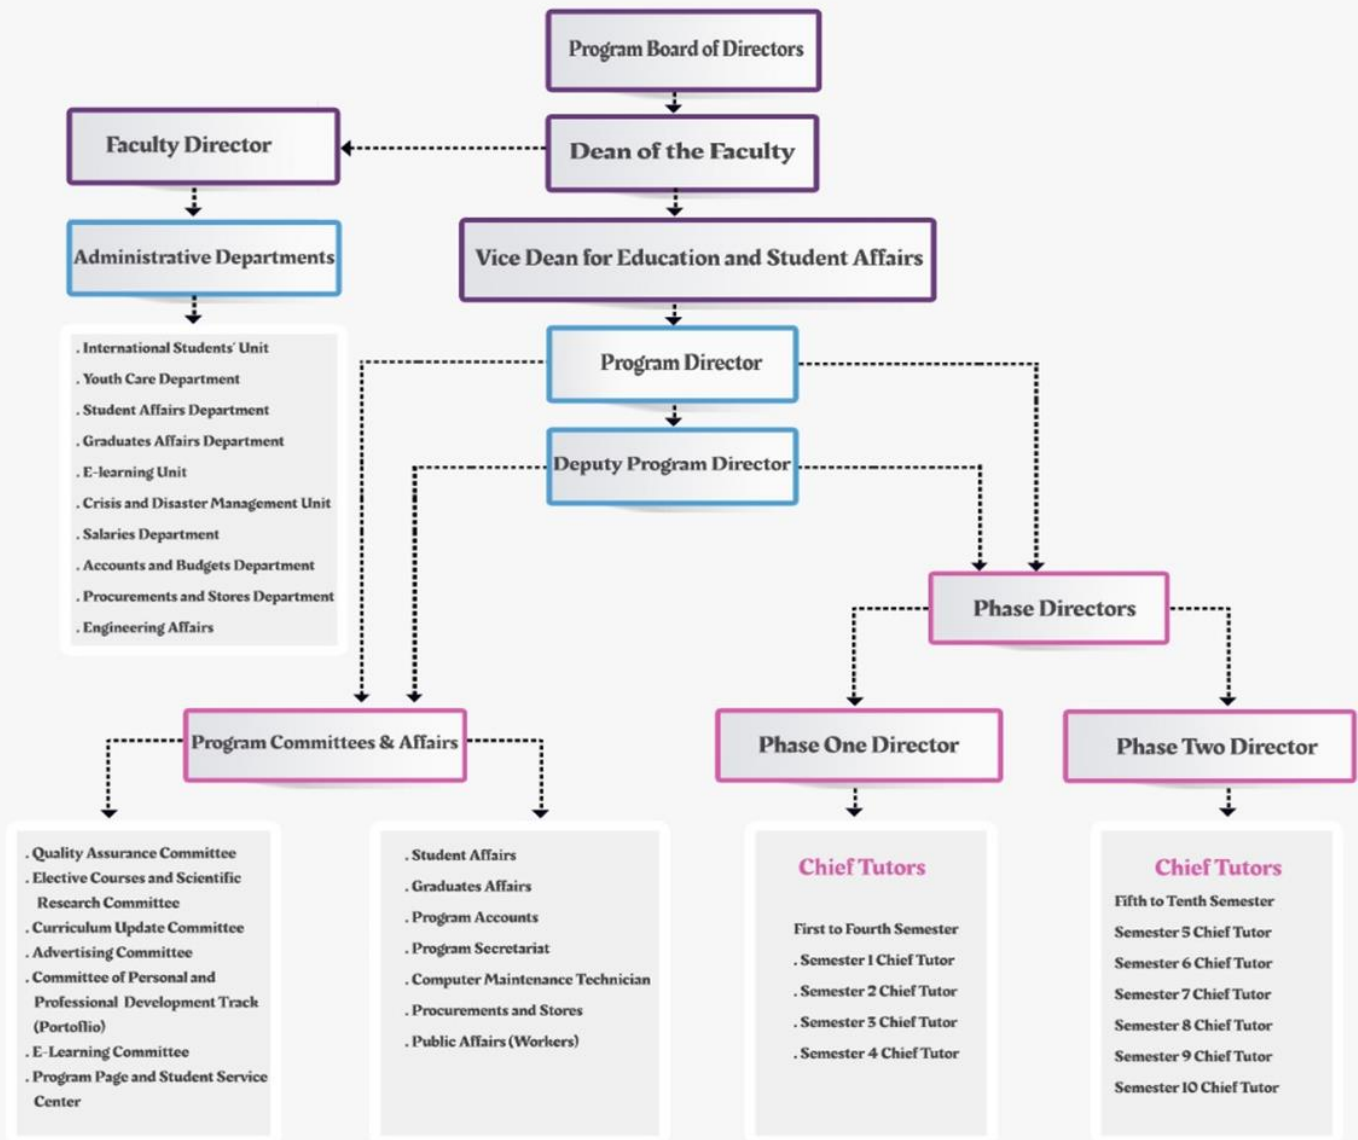 Program Board of Directors
Faculty Director
Dean of the Faculty
Administrative Departments
Vice Dean for Education and Student Affairs
. International Students' Unit
. Youth Care Department
. Student Affairs Department
. Graduates Affairs Department
. E-learning Unit
. Crisis and Disaster Management Unit
. Salaries Department
. Accounts and Budgets Department
. Procurements and Stores Department
. Engineering Affairs
Program Director
Deputy Program Director
Phase Directors
Program Committees & Affairs
Phase One Director
Phase Two Director
. Quality Assurance Committee
. Elective Courses and Scientific
Research Committee
. Curriculum Update Committee
. Advertising Committee
. Committee of Personal and
Professional Development Track
(Portoflio)
. E-Learning Committee
. Program Page and Student Service
Center
. Student Affairs
. Graduates Affairs
. Program Accounts
. Program Secretariat
. Computer Maintenance Technician
. Procurements and Stores
. Public Affairs (Workers)
Chief Tutors
First to Fourth Semester
. Semester 1 Chief Tutor
. Semester 2 Chief Tutor
. Semester 3 Chief Tutor
. Semester 4 Chief Tutor
Chief Tutors
Fifth to Tenth Semester
Semester 5 Chief Tutor
Semester 6 Chief Tutor
Semester 7 Chief Tutor
Semester 8 Chief Tutor
Semester 9 Chief Tutor
Semester 10 Chief Tutor